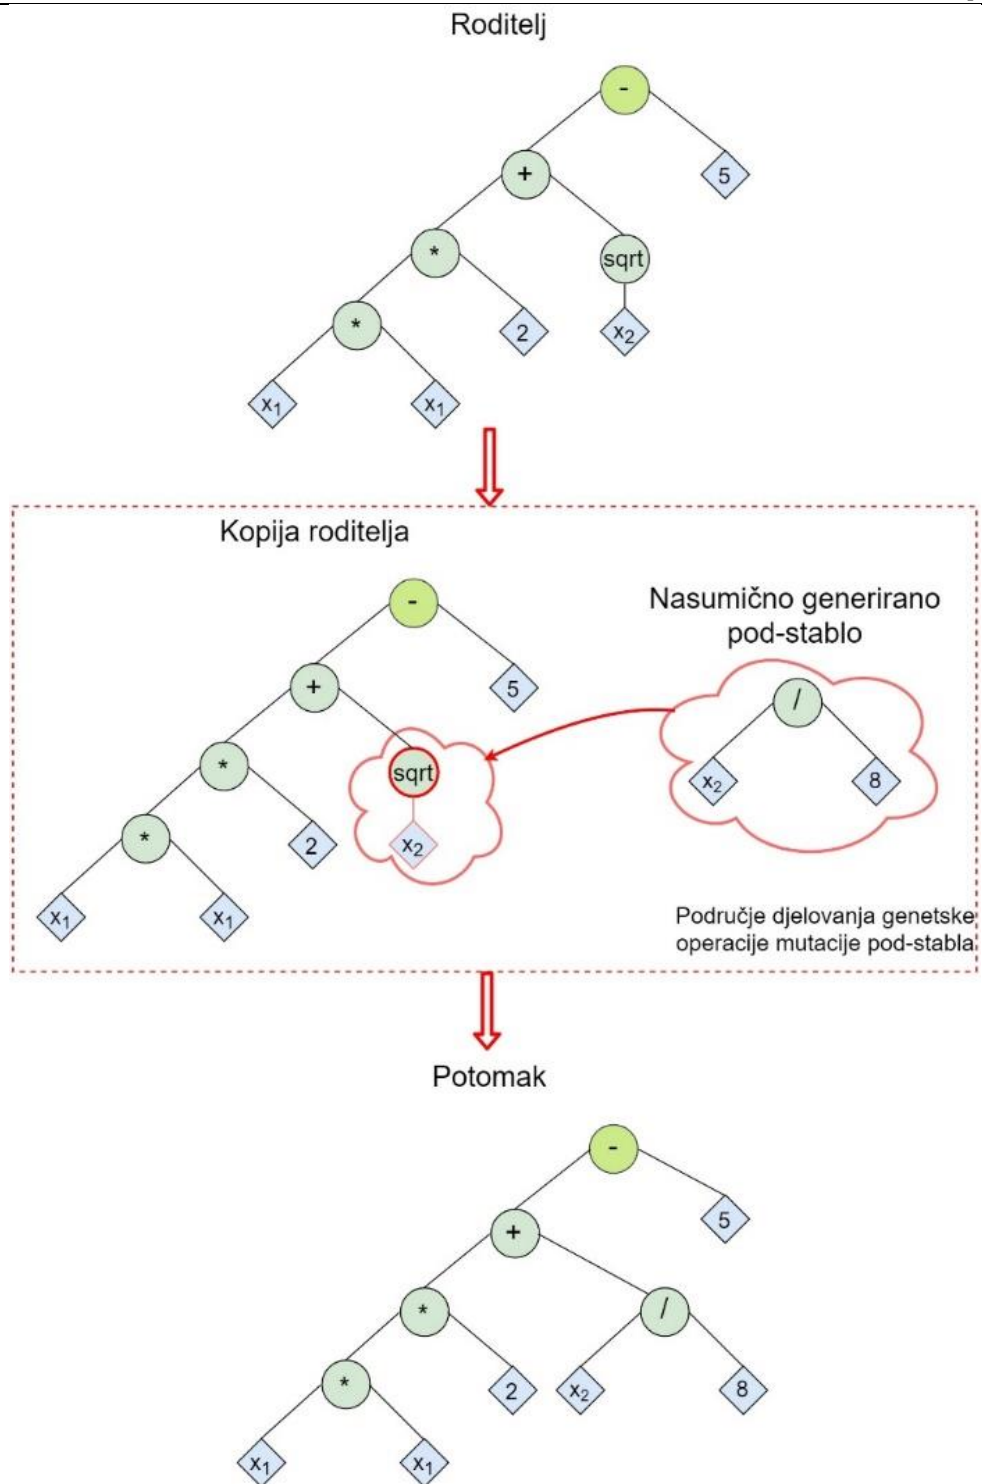 Roditelj
-
+
5
*
sqrt
*
2
x₂
x₁
x₁
Kopija roditelja
-
Nasumično generirano
pod-stablo
+
5
/
*
sqrt
x₂
8
*
2
x₂
x₁
x₁
Područje djelovanja genetske
operacije mutacije pod-stabla
Potomak
-
5
+
*
/
*
2
x₂
8
x₁
x₁